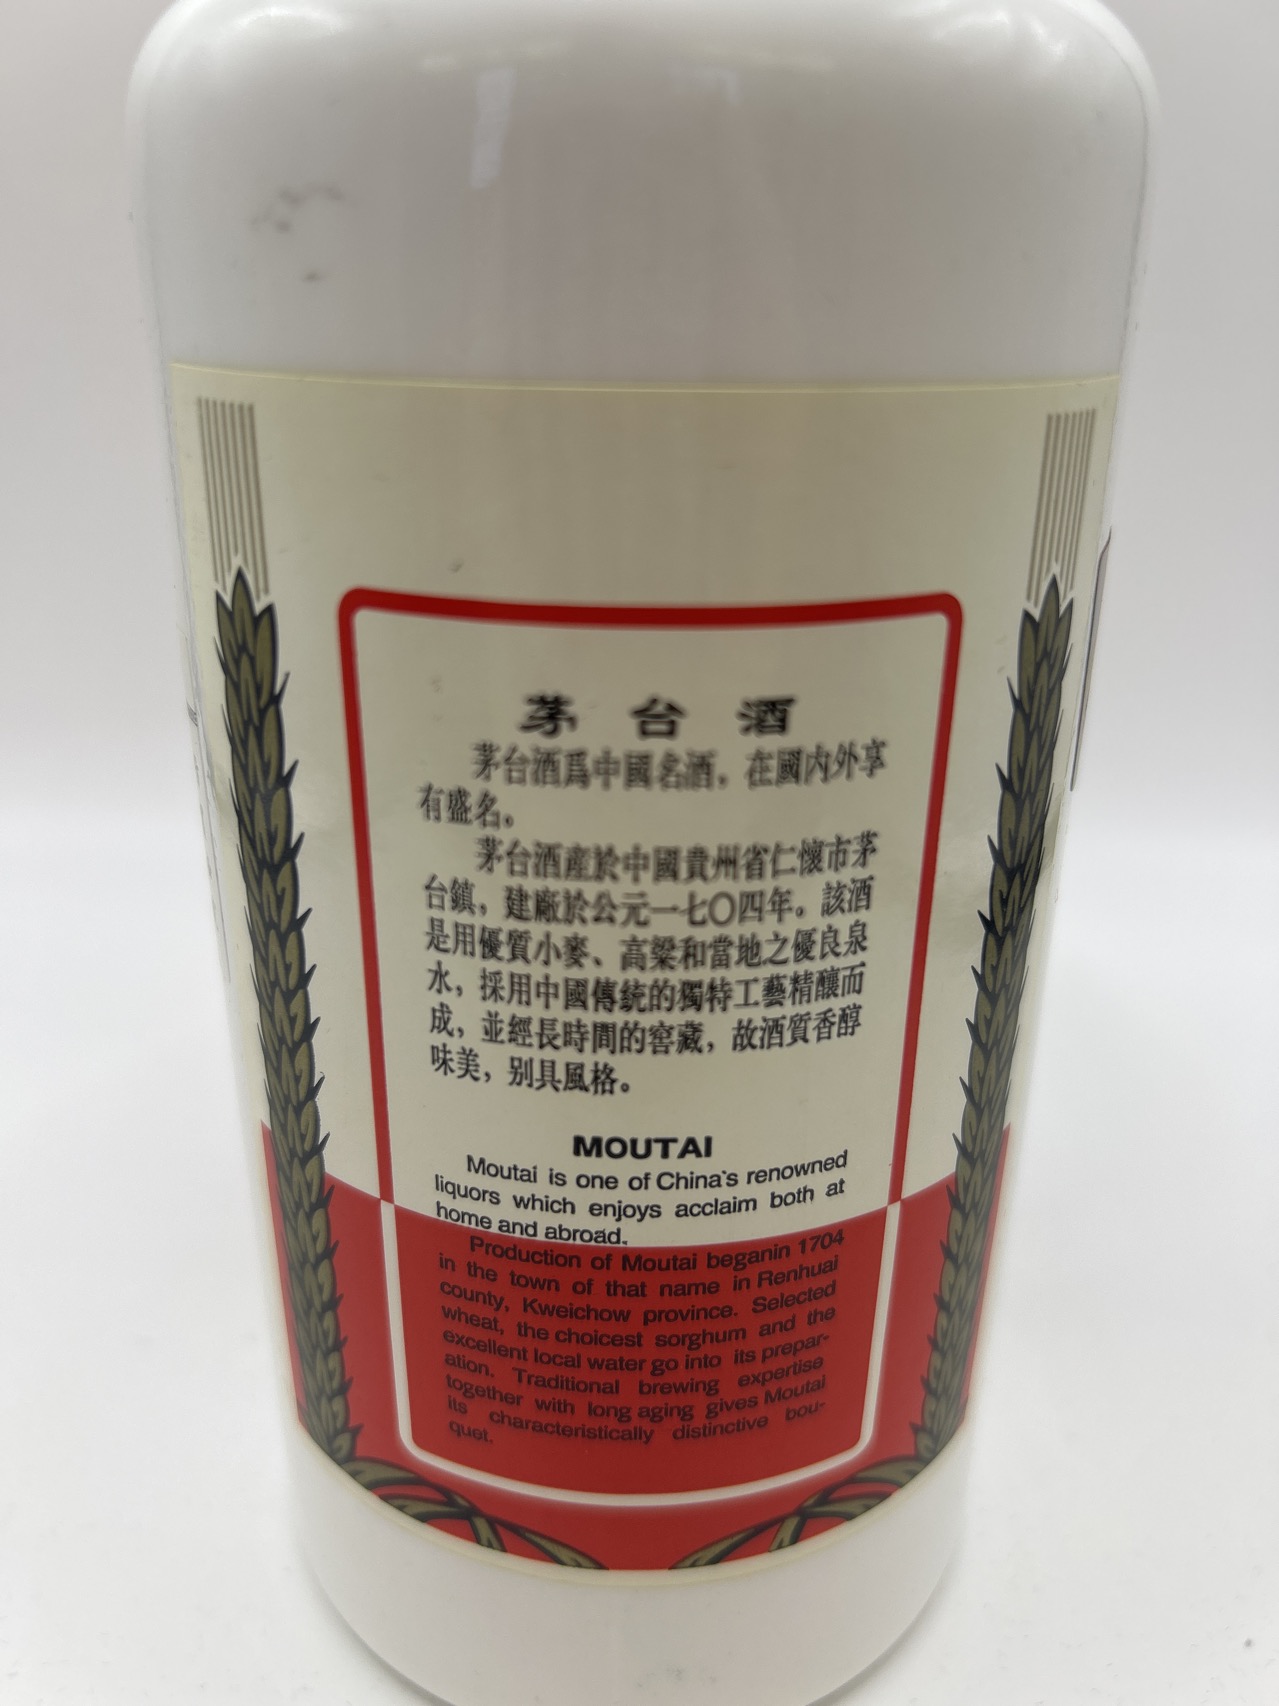 茅台酒
茅台酒爲中國名酒，在國内外享
有盛名。
茅台酒産於中國貴州省仁懷市茅
台鎮，建廠於公元一七〇四年。該酒
是用優質小麥、高粱和當地之優良泉
水，採用中國傳統的獨特工藝精釀而
成，並經長時間的窖藏，故酒質香醇
味美，别具風格。
MOUTAI
Moutai is one of China's renowned
liquors which enjoys acclaim both at
home and abroad.
Production of Moutai beganin 1704
in the town of that name in Renhuai
county, Kweichow province. Selected
wheat, the choicest sorghum and the
excellent local water go into its prepar-
ation. Traditional brewing expertise
together with long aging gives Moutai
its characteristically distinctive bou-
quet.